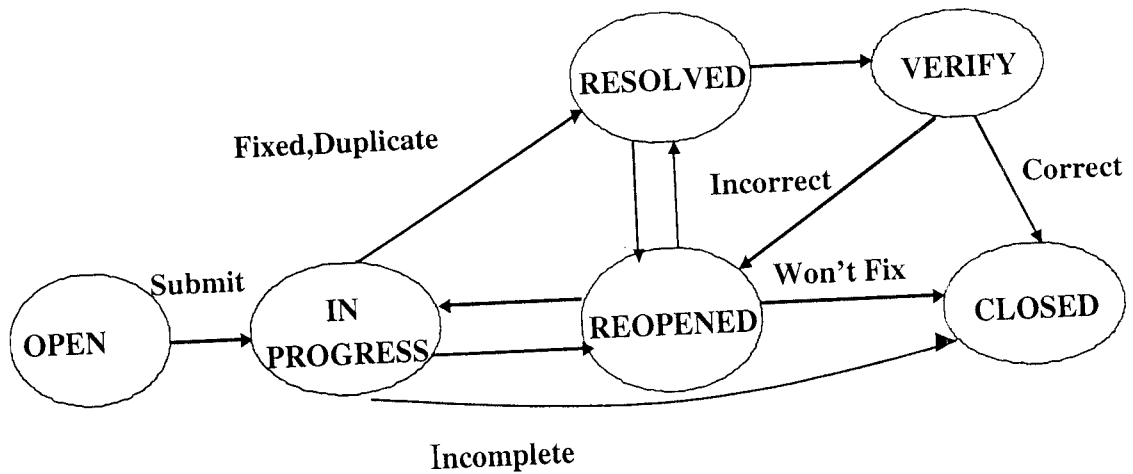 RESOLVED
VERIFY
Fixed,Duplicate
Incorrect
Correct
Submit
Won't Fix
OPEN
IN
PROGRESS
REOPENED
CLOSED
Incomplete